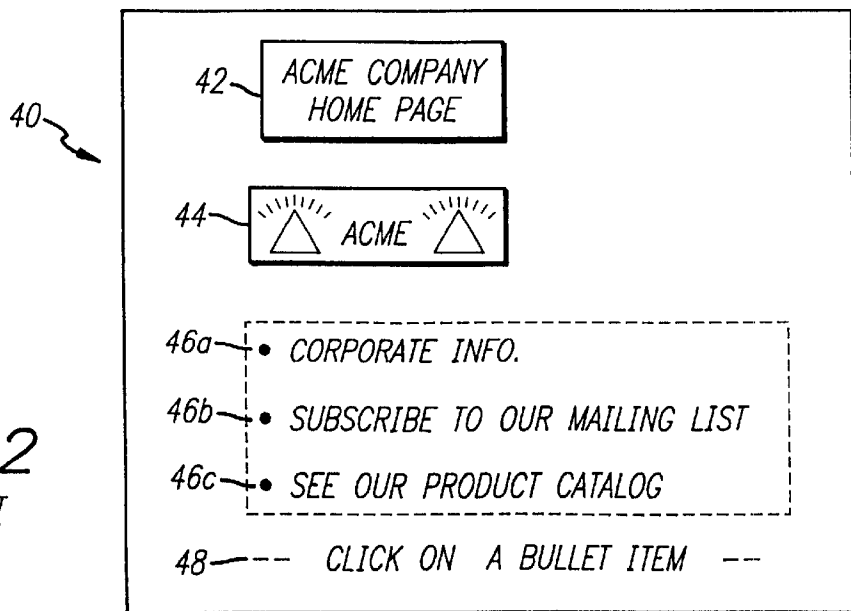 42
ACME COMPANY
HOME PAGE
40
44
ACME
46a
• CORPORATE INFO.
46b
• SUBSCRIBE TO OUR MAILING LIST
2
46c
• SEE OUR PRODUCT CATALOG
48
--- CLICK ON A BULLET ITEM --